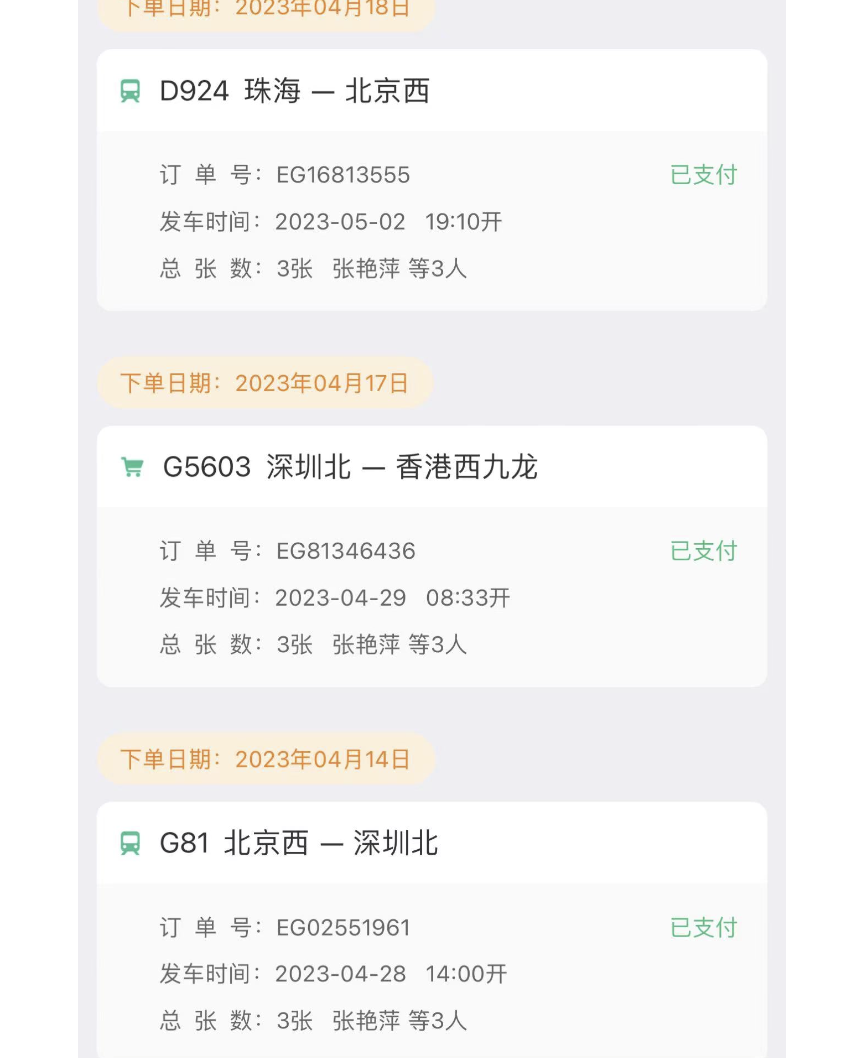 下单日期：2023年04月18日
D924 珠海 — 北京西
订单号：EG16813555 已支付
发车时间：2023-05-02 19:10开
总张数：3张 张艳萍 等3人
下单日期：2023年04月17日
G5603 深圳北 — 香港西九龙
订单号：EG81346436 已支付
发车时间：2023-04-29 08:33开
总张数：3张 张艳萍 等3人
下单日期：2023年04月14日
G81 北京西 — 深圳北
订单号：EG02551961 已支付
发车时间：2023-04-28 14:00开
总张数：3张 张艳萍 等3人